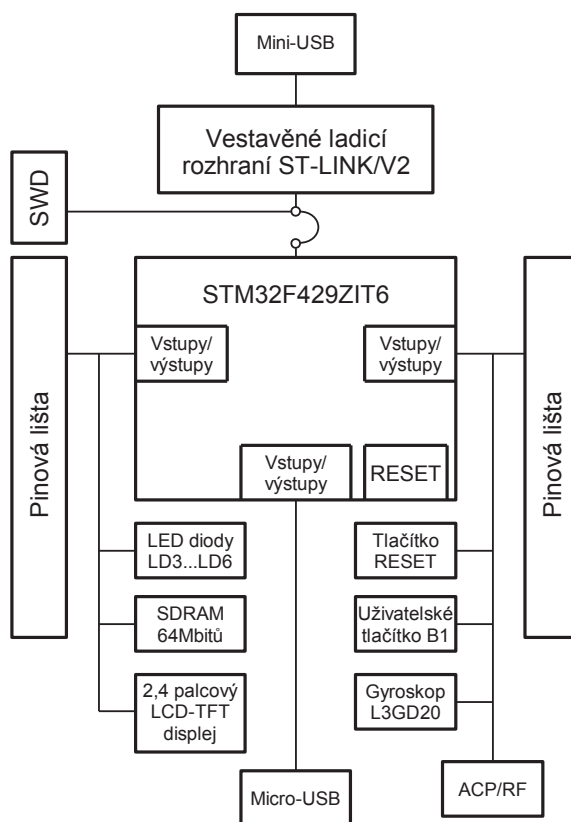 Mini-USB
Vestavěné ladicí
rozhraní ST-LINK/V2
SWD
STM32F429ZIT6
Pinová lišta
Vstupy/
výstupy
Vstupy/
výstupy
Pinová lišta
Vstupy/
výstupy
RESET
LED diody
LD3...LD6
Tlačítko
RESET
SDRAM
64Mbitů
Uživatelské
tlačítko B1
2,4 palcový
LCD-TFT
displej
Gyroskop
L3GD20
Micro-USB
ACP/RF